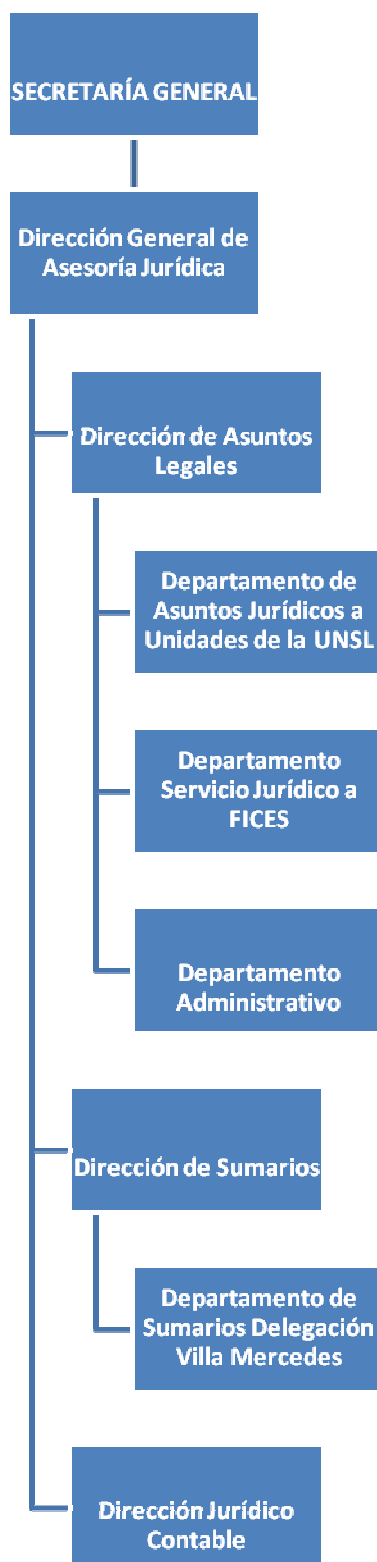 SECRETARÍA GENERAL
Dirección General de
Asesoría Jurídica
Dirección de Asuntos
Legales
Departamento de
Asuntos Jurídicos a
Unidades de la UNSL
Departamento
Servicio Jurídico a
FICES
Departamento
Administrativo
Dirección de Sumarios
Departamento de
Sumarios Delegación
Villa Mercedes
Dirección Jurídico
Contable